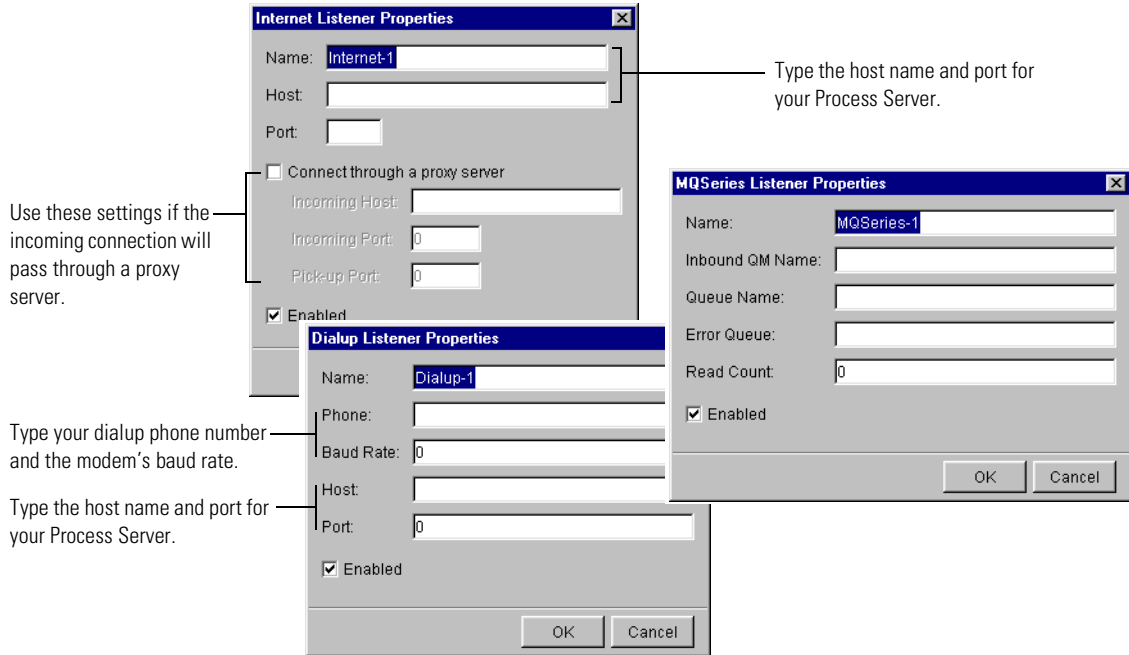 Internet Listener Properties
Name: Internet-1
Host:
Port:
Connect through a proxy server
Incoming Host:
Incoming Port: 0
Pick-up Port: 0
Enabled
Type the host name and port for
your Process Server.
Use these settings if the
incoming connection will
pass through a proxy
server.
MQSeries Listener Properties
Name: MQSeries-1
Inbound QM Name:
Queue Name:
Error Queue:
Read Count: 0
Enabled
OK Cancel
Dialup Listener Properties
Name: Dialup-1
Phone:
Baud Rate: 0
Host:
Port: 0
Enabled
OK Cancel
Type your dialup phone number
and the modem's baud rate.
Type the host name and port for
your Process Server.